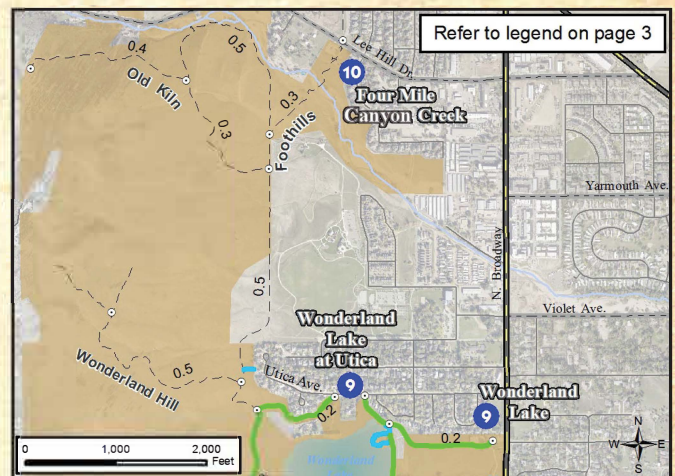 Refer to legend on page 3
0.4
0.5
Lee Hill Dr.
Old Kiln
10
Four Mile
Canyon Creek
0.3
0.3
Foothills
Yarmouth Ave.
N. Broadway
0.5
Violet Ave.
Wonderland
Lake
at Utica
Wonderland Hill
0.5
Utica Ave.
9
Wonderland
Lake
9
0.2
0.2
Wonderland
0 1,000 2,000
Feet
N
W E
S